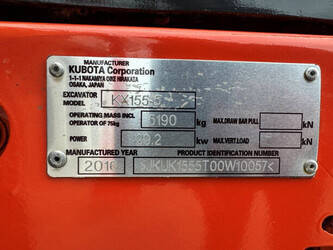 MANUFACTURER
KUBOTA Corporation
1-1-1 NAKAMIYA OIKE HIRAKATA
OSAKA, JAPAN
EXCAVATOR MODEL KX155-5
OPERATING MASS INCL OPERATOR OF 75kg 5190 kg MAX.DRAW BAR PULL kN
POWER kw MAX.VERT.LOAD kN
MANUFACTURED YEAR PRODUCT IDENTIFICATION NUMBER
2016